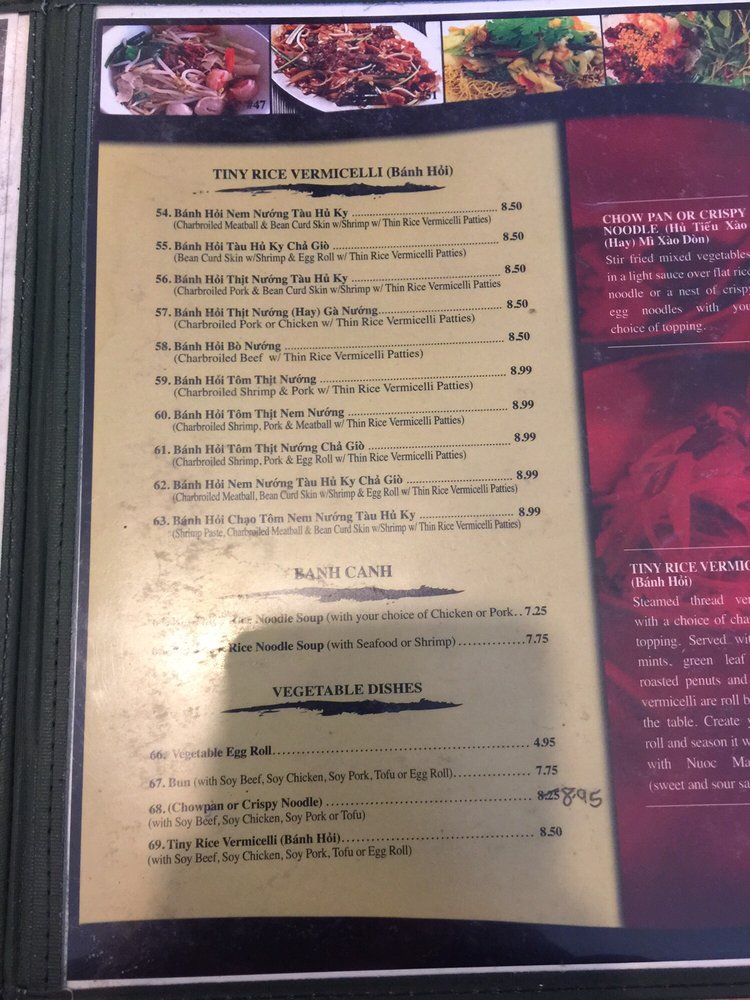 #47
51
TINY RICE VERMICELLI (Bánh Hỏi)
54. Bánh Hỏi Nem Nướng Tàu Hủ Ky ........ 8.50
(Charbroiled Meatball & Bean Curd Skin w/Shrimp w/ Thin Rice Vermicelli Patties)
55. Bánh Hỏi Tàu Hủ Ky Chả Giò ........ 8.50
(Bean Curd Skin w/Shrimp & Egg Roll w/ Thin Rice Vermicelli Patties)
56. Bánh Hỏi Thịt Nướng Tàu Hủ Ky ........ 8.50
(Charbroiled Pork & Bean Curd Skin w/Shrimp w/ Thin Rice Vermicelli Patties
57. Bánh Hỏi Thịt Nướng (Hay) Gà Nướng........ 8.50
(Charbroiled Pork or Chicken w/ Thin Rice Vermicelli Patties)
58. Bánh Hỏi Bò Nướng ........ 8.50
(Charbroiled Beef w/ Thin Rice Vermicelli Patties)
59. Bánh Hỏi Tôm Thịt Nướng ........ 8.99
(Charbroiled Shrimp & Pork w/ Thin Rice Vermicelli Patties)
60. Bánh Hỏi Tôm Thịt Nem Nướng ........ 8.99
(Charbroiled Shrimp, Pork & Meatball w/ Thin Rice Vermicelli Patties)
61. Bánh Hỏi Tôm Thịt Nướng Chả Giò ........ 8.99
(Charbroiled Shrimp, Pork & Egg Roll w/ Thin Rice Vermicelli Patties)
62. Bánh Hỏi Nem Nướng Tàu Hủ Ky Chả Giò ........ 8.99
(Charbroiled Meatball, Bean Curd Skin w/Shrimp & Egg Roll w/ Thin Rice Vermicelli Patties)
63. Bánh Hỏi Chạo Tôm Nem Nướng Tàu Hủ Ky ........ 8.99
(Shrimp Paste, Charbroiled Meatball & Bean Curd Skin w/Shrimp w/ Thin Rice Vermicelli Patties)
BANH CANH
Noodle Soup (with your choice of Chicken or Pork.. 7.25
Rice Noodle Soup (with Seafood or Shrimp) ........ 7.75
VEGETABLE DISHES
66. Vegetable Egg Roll........ 4.95
67. Bun (with Soy Beef, Soy Chicken, Soy Pork, Tofu or Egg Roll)........ 7.75
68. (Chowpan or Crispy Noodle) ........ 8.25 8.95
(with Soy Beef, Soy Chicken, Soy Pork or Tofu)
69. Tiny Rice Vermicelli (Bánh Hỏi)........ 8.50
(with Soy Beef, Soy Chicken, Soy Pork, Tofu or Egg Roll)
CHOW PAN OR CRISPY
NOODLE (Hủ Tiếu Xào
(Hay) Mì Xào Dòn)
Stir fried mixed vegetables
in a light sauce over flat rice
noodle or a nest of crisp
egg noodles with you
choice of topping.
TINY RICE VERMIC
(Bánh Hỏi)
Steamed thread ver
with a choice of cha
topping. Served wit
mints, green leaf
roasted penuts and
vermicelli are roll b
the table. Create y
roll and season it w
with Nuoc Ma
(sweet and sour sa